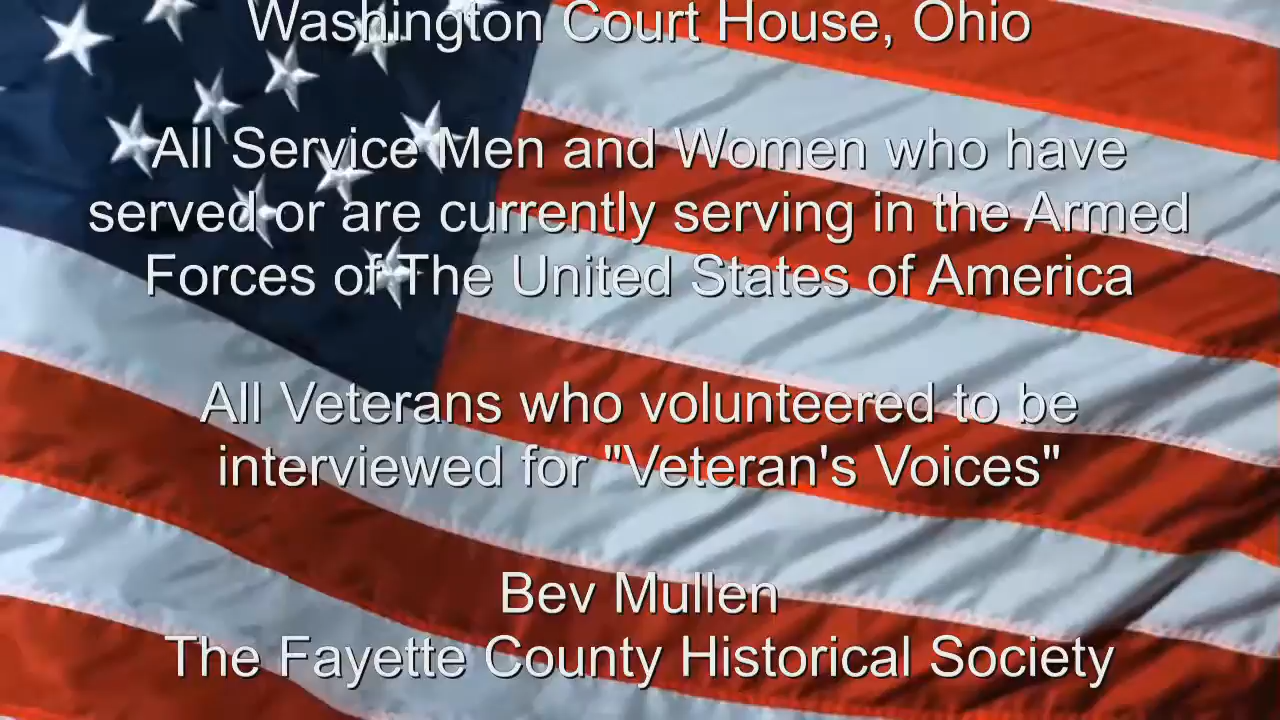 Washington Court House, Ohio
All Service Men and Women who have
served or are currently serving in the Armed
Forces of The United States of America
All Veterans who volunteered to be
interviewed for "Veteran's Voices"
Bev Mullen
The Fayette County Historical Society